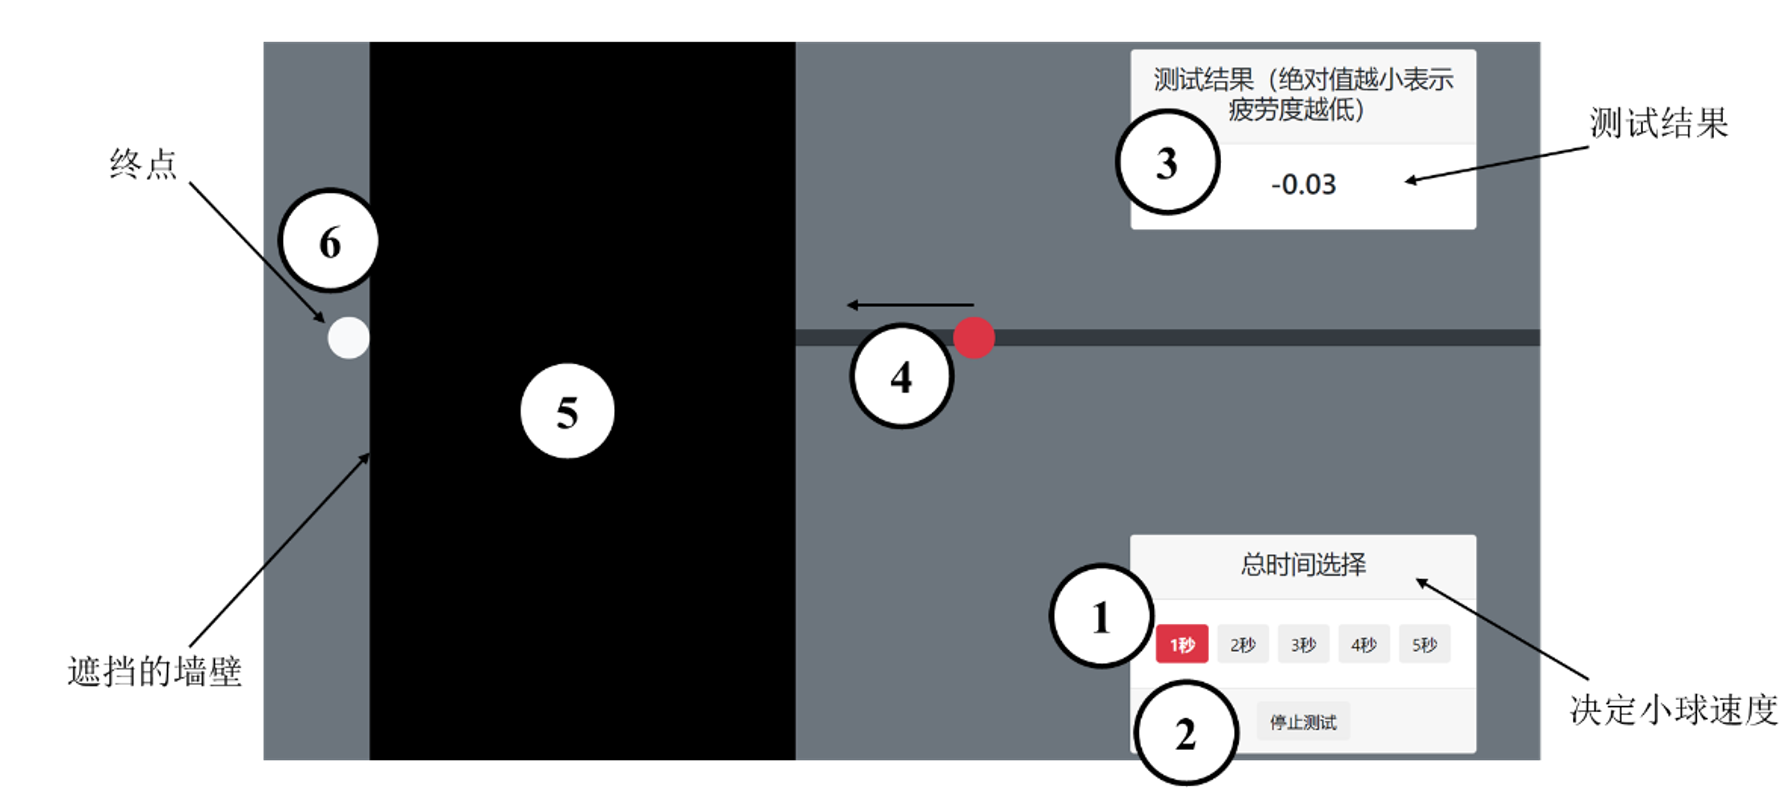 测试结果（绝对值越小表示
疲劳度越低）
3
-0.03
测试结果
终点
6
4
5
总时间选择
1
1秒 2秒 3秒 4秒 5秒
2
停止测试
遮挡的墙壁
决定小球速度